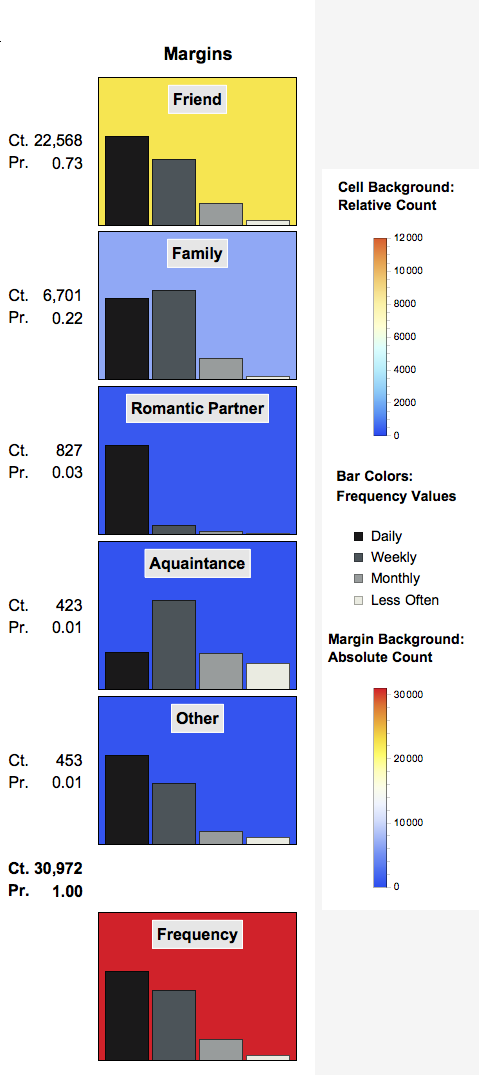 Margins
Friend
Ct. 22,568
Pr. 0.73
Family
Ct. 6,701
Pr. 0.22
Romantic Partner
Ct. 827
Pr. 0.03
Aquaintance
Ct. 423
Pr. 0.01
Other
Ct. 453
Pr. 0.01
Ct. 30,972
Pr. 1.00
Frequency
Cell Background:
Relative Count
12000
10000
8000
6000
4000
2000
0
Bar Colors:
Frequency Values
Daily
Weekly
Monthly
Less Often
Margin Background:
Absolute Count
30000
20000
10000
0